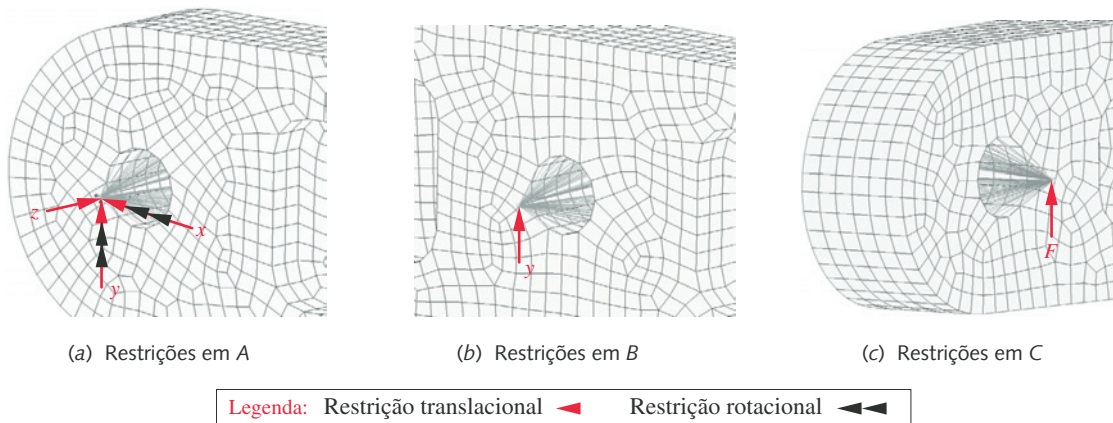 z
x
y
y
F
(a) Restrições em A
(b) Restrições em B
(c) Restrições em C
Legenda: Restrição translacional Restrição rotacional